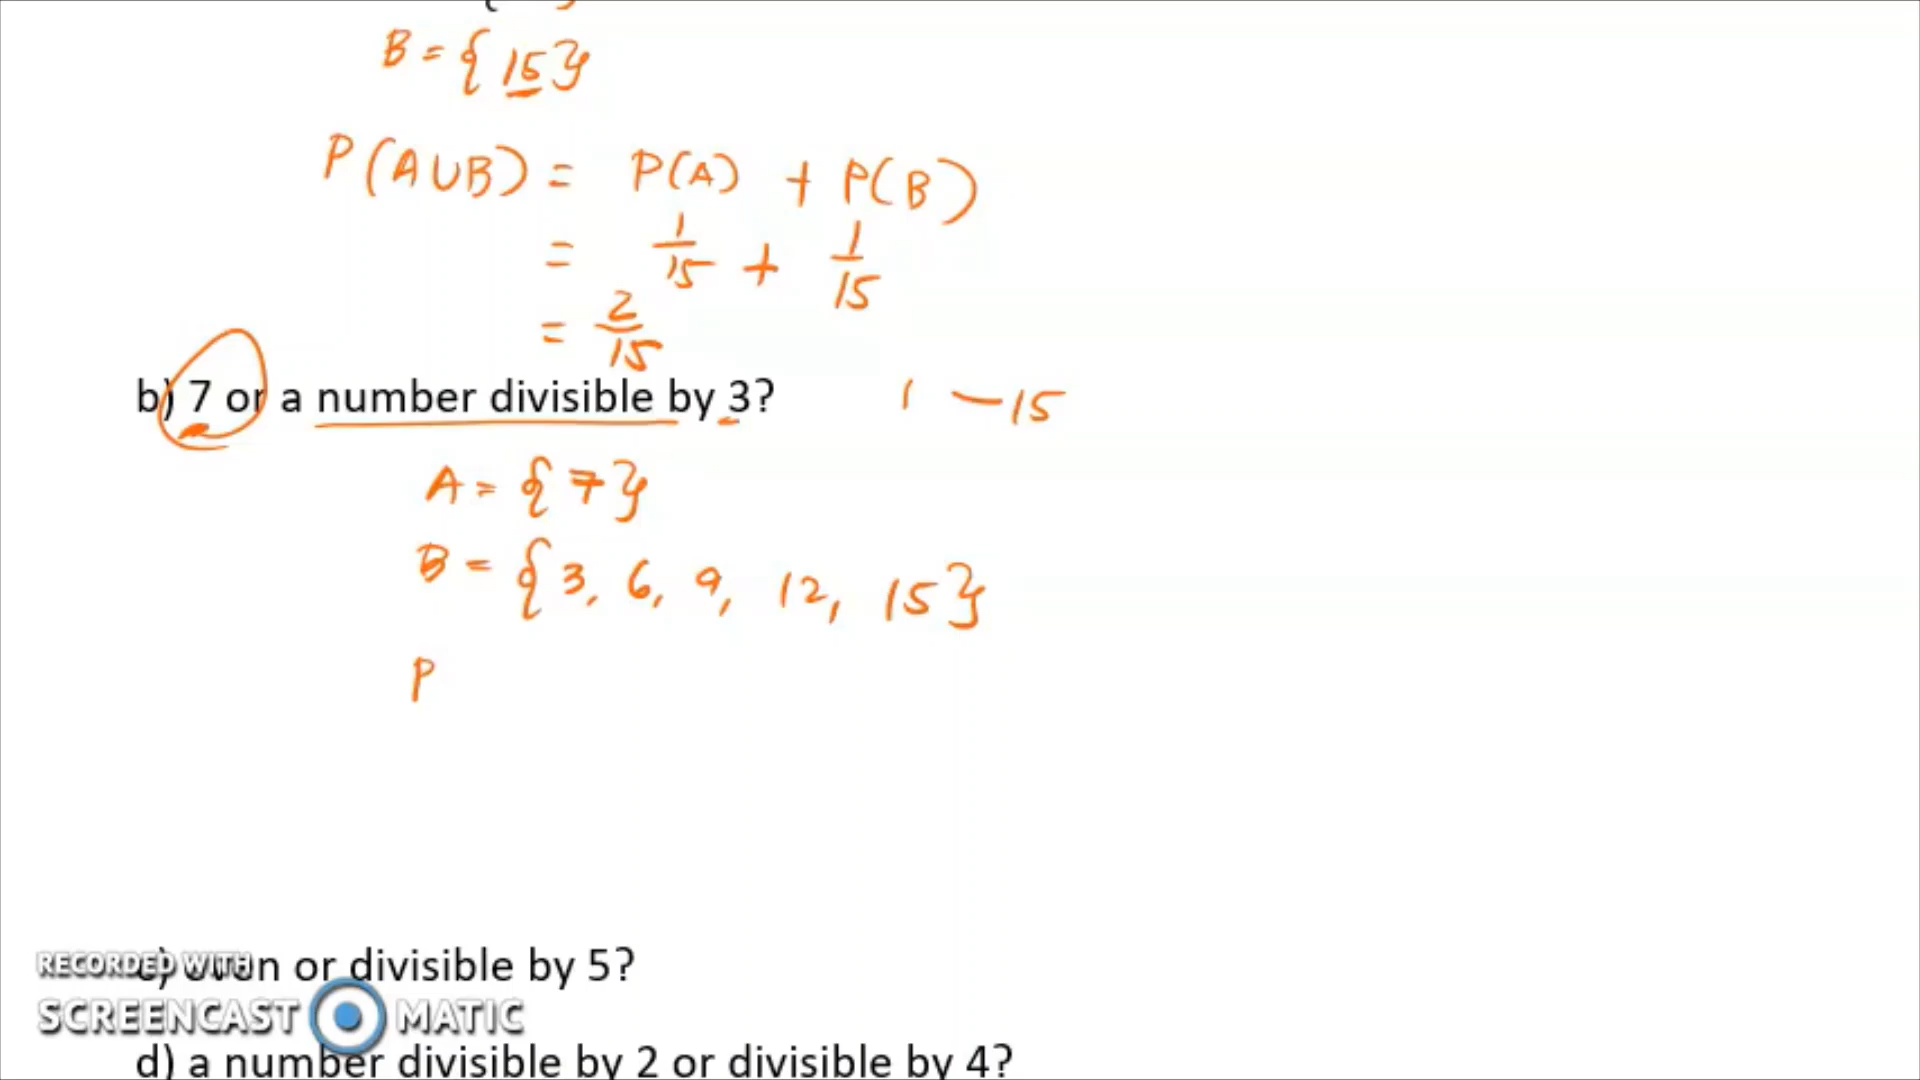 B = {15}
P(A∪B) = P(A) + P(B)
= 1/15 + 1/15
= 2/15
b) 7 or a number divisible by 3? 1 — 15
A = {7}
B = {3, 6, 9, 12, 15}
P
c) even or divisible by 5?
RECORDED WITH
SCREENCAST MATIC
d) a number divisible by 2 or divisible by 4?